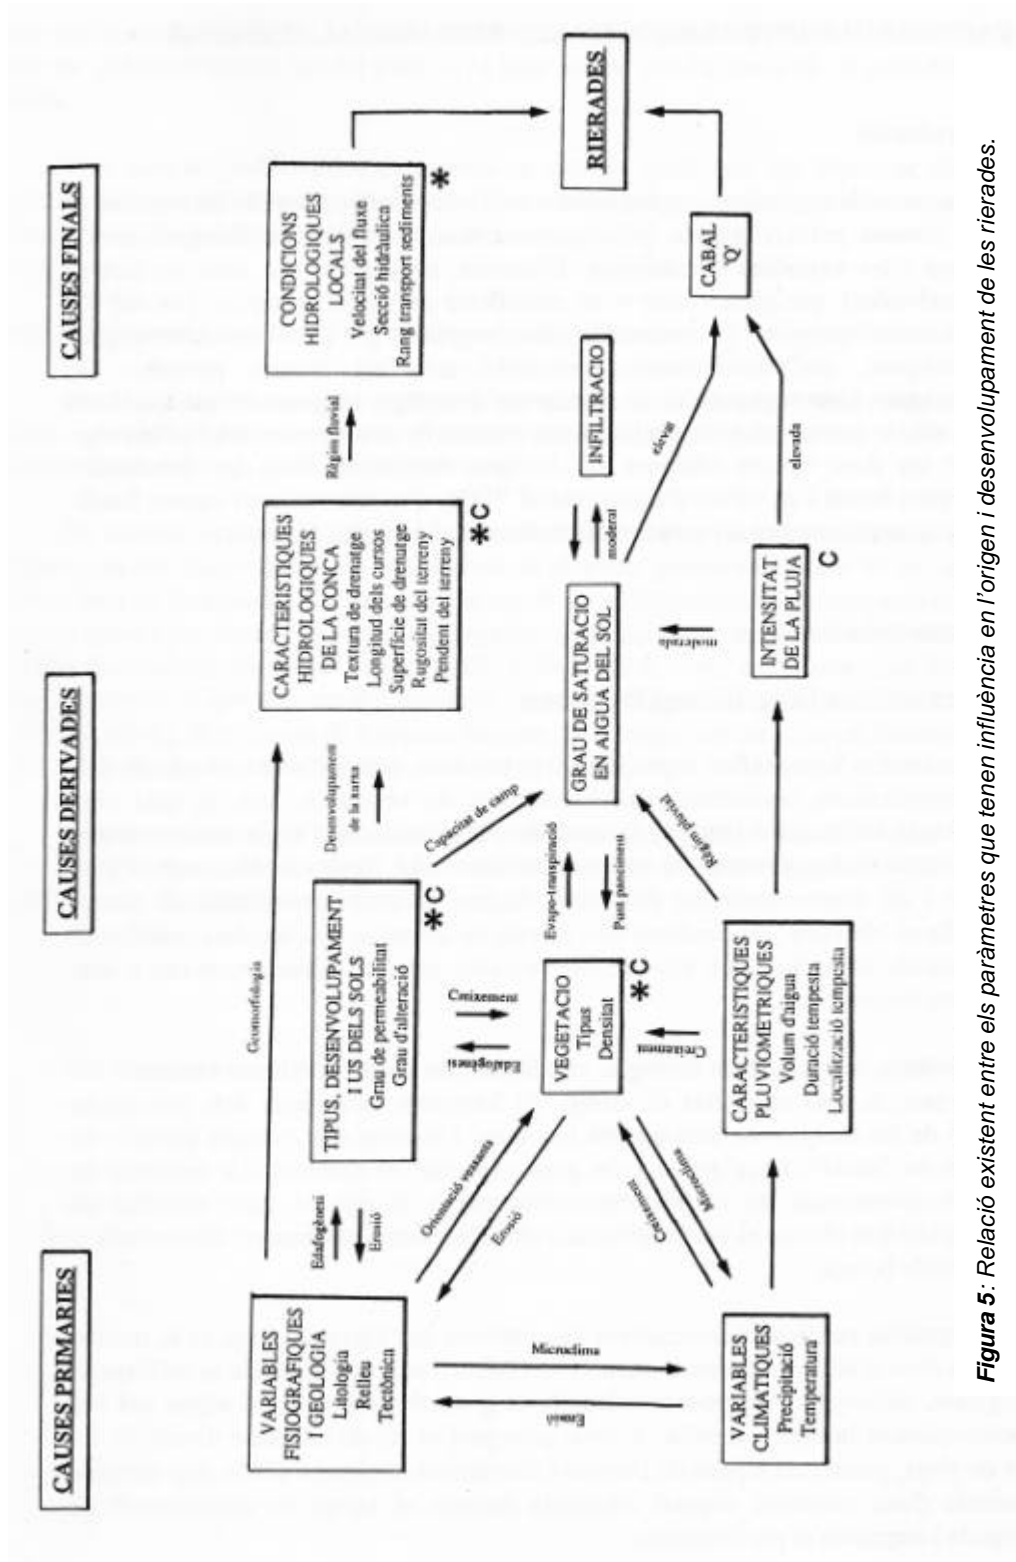 CAUSES PRIMARIES
CAUSES DERIVADES
CAUSES FINALS
VARIABLES
FISIOGRAFIQUES
I GEOLOGIA
Litologia
Relleu
Tectònica
Geomorfologia
Edafogènesi
Erosió
Orientació vessants
Erosió
Microclima
Erosió
VARIABLES
CLIMATIQUES
Precipitació
Temperatura
Creixement
Microclima
TIPUS, DESENVOLUPAMENT
I US DELS SOLS
Grau de permeabilitat
Grau d'alteració
* C
Edafogènesi
Creixement
VEGETACIO
Tipus
Densitat
* C
Creixement
CARACTERISTIQUES
PLUVIOMETRIQUES
Volum d'aigua
Duració tempesta
Localització tempesta
Desenvolupament
de la xarxa
Capacitat de camp
Evapo-transpiració
Punt panciment
Règim pluvial
CARACTERISTIQUES
HIDROLOGIQUES
DE LA CONCA
Textura de drenatge
Longitud dels cursos
Superfície de drenatge
Rugositat del terreny
Pendent del terreny
* C
GRAU DE SATURACIO
EN AIGUA DEL SOL
moderat
moderada
INTENSITAT
DE LA PLUJA
C
Règim fluvial
INFILTRACIO
elevat
elevada
CONDICIONS
HIDROLOGIQUES
LOCALS
Velocitat del fluxe
Secció hidràulica
Rang transport sediments
*
CABAL
'Q'
RIERADES
Figura 5: Relació existent entre els paràmetres que tenen influència en l'origen i desenvolupament de les rierades.